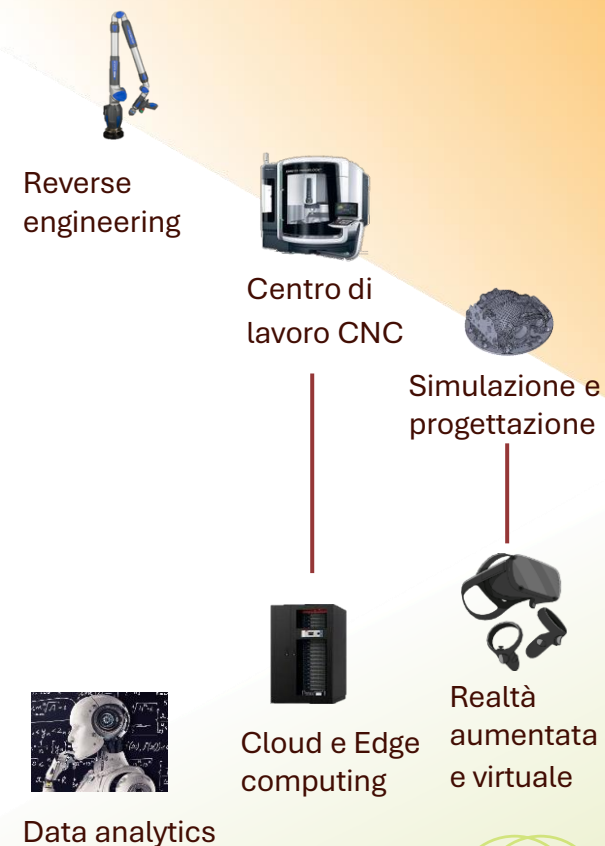 Reverse
engineering
Centro di
lavoro CNC
Simulazione e
progettazione
Realtà
aumentata
e virtuale
Cloud e Edge
computing
Data analytics